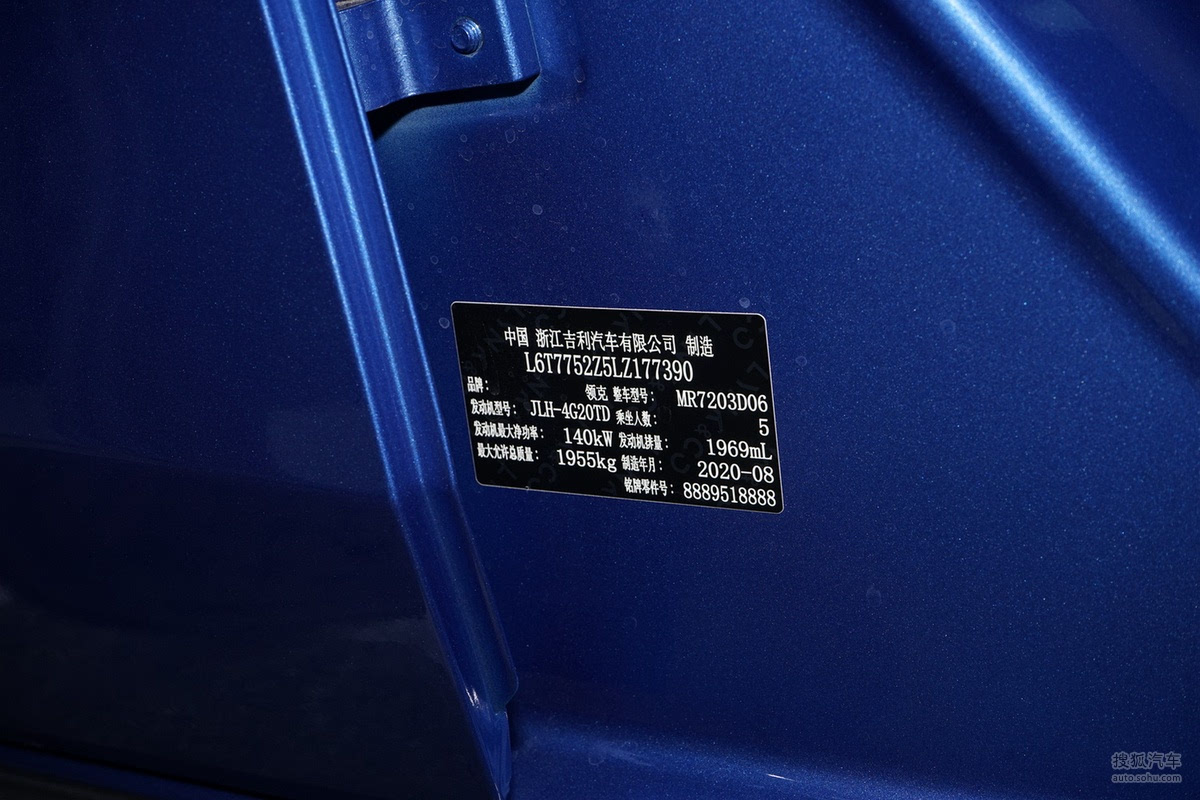 中国 浙江吉利汽车有限公司 制造
L6T7752Z5LZ177390
品牌： 领克 整车型号： MR7203D06
发动机型号： JLH-4G20TD 乘坐人数： 5
发动机最大净功率： 140kW 发动机排量： 1969mL
最大允许总质量： 1955kg 制造年月： 2020-08
铭牌零件号： 8889518888
搜狐汽车
auto.sohu.com